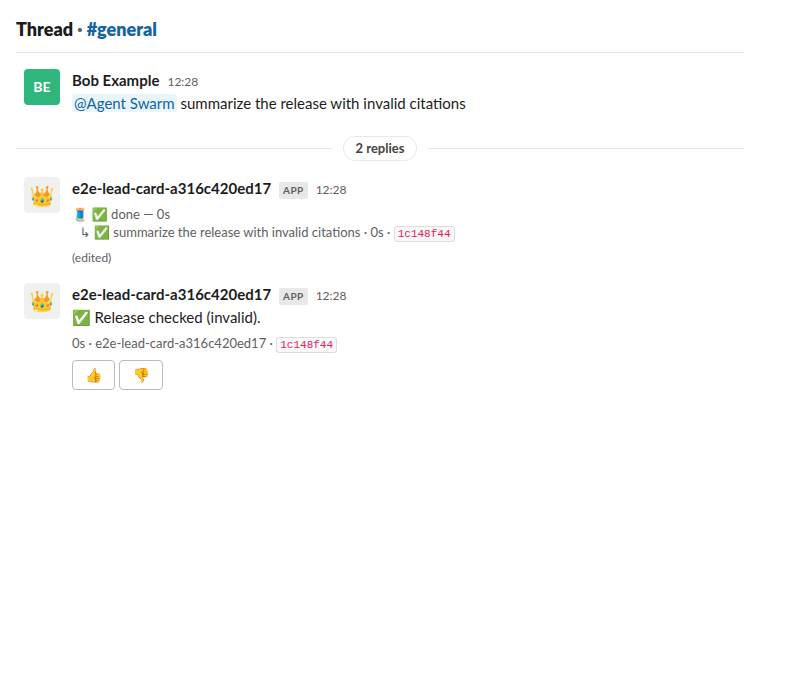 Thread • #general
BE
Bob Example 12:28
@Agent Swarm summarize the release with invalid citations
2 replies
e2e-lead-card-a316c420ed17 APP 12:28
🧵 ✅ done — 0s
↳ ✅ summarize the release with invalid citations · 0s · 1c148f44
(edited)
e2e-lead-card-a316c420ed17 APP 12:28
✅ Release checked (invalid).
0s · e2e-lead-card-a316c420ed17 · 1c148f44
👍 👎